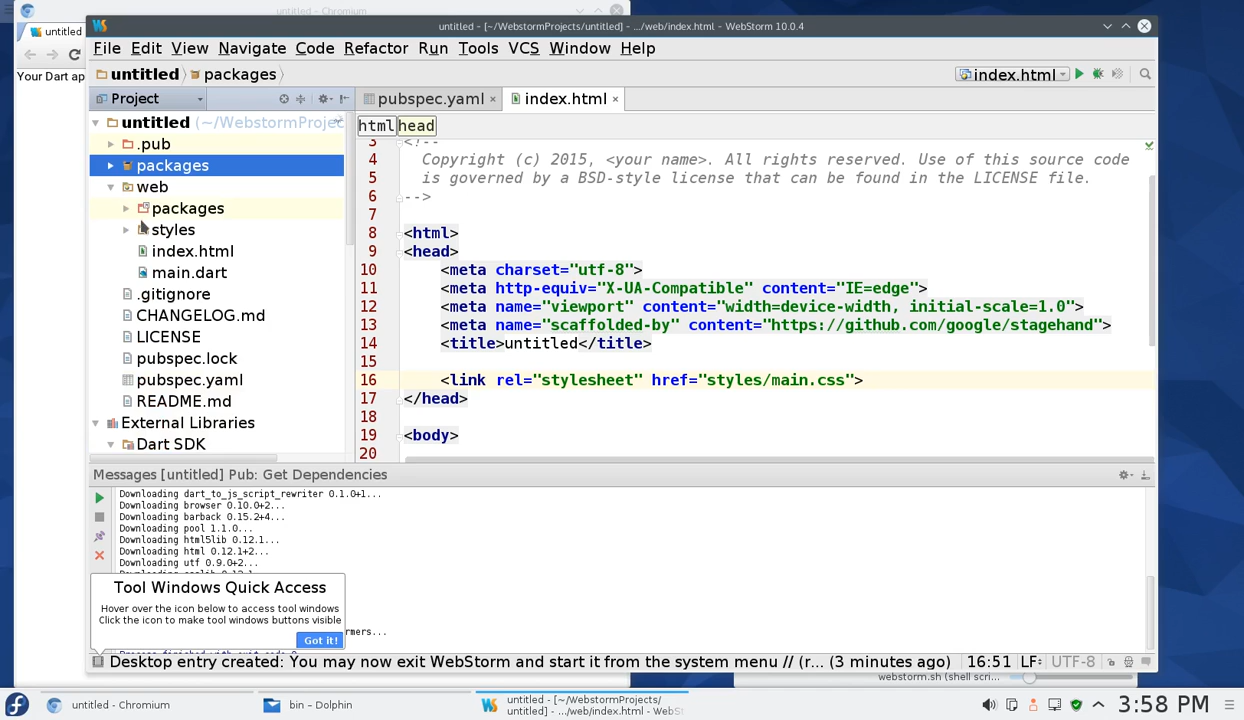 untitled - Chromium
untitled - [~/WebstormProjects/untitled] - .../web/index.html - WebStorm 10.0.4
untitled
File Edit View Navigate Code Refactor Run Tools VCS Window Help
Your Dart ap
untitled packages index.html
Project pubspec.yaml index.html
untitled (~/WebstormProjec
html head
.pub
packages
web
packages
styles
index.html
main.dart
.gitignore
CHANGELOG.md
LICENSE
pubspec.lock
pubspec.yaml
README.md
External Libraries
Dart SDK
3 <!--
4 Copyright (c) 2015, <your name>. All rights reserved. Use of this source code
5 is governed by a BSD-style license that can be found in the LICENSE file.
6 -->
7
8 <html>
9 <head>
10 <meta charset="utf-8">
11 <meta http-equiv="X-UA-Compatible" content="IE=edge">
12 <meta name="viewport" content="width=device-width, initial-scale=1.0">
13 <meta name="scaffolded-by" content="https://github.com/google/stagehand">
14 <title>untitled</title>
15
16 <link rel="stylesheet" href="styles/main.css">
17 </head>
18
19 <body>
20
Messages [untitled] Pub: Get Dependencies
Downloading dart_to_js_script_rewriter 0.1.0+1...
Downloading browser 0.10.0+2...
Downloading barback 0.15.2+4...
Downloading pool 1.1.0...
Downloading html5lib 0.12.1...
Downloading html 0.12.1+2...
Downloading utf 0.9.0+2...
Tool Windows Quick Access
Hover over the icon below to access tool windows
Click the icon to make tool windows buttons visible
Got it!
rmers...
Desktop entry created: You may now exit WebStorm and start it from the system menu // (r... (3 minutes ago) 16:51 LF÷ UTF-8
webstorm.sh (shell scri...
untitled - Chromium
bin – Dolphin
untitled - [~/WebstormProjects/
untitled] - .../web/index.html - WebS
3:58 PM